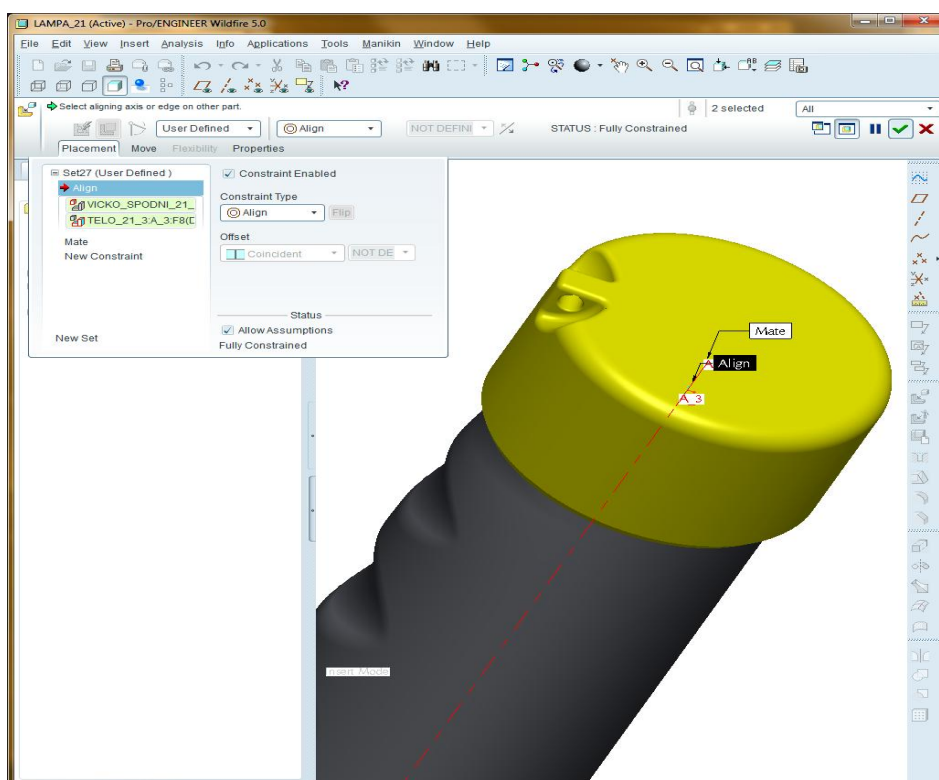 LAMPA_21 (Active) - Pro/ENGINEER Wildfire 5.0
File Edit View Insert Analysis Info Applications Tools Manikin Window Help
Select aligning axis or edge on other part.
2 selected
All
User Defined
Align
NOT DEFINI
STATUS : Fully Constrained
Placement Move Flexibility Properties
Set27 (User Defined )
Align
VICKO_SPODNI_21_
TELO_21_3:A_3:F8(D
Mate
New Constraint
New Set
Constraint Enabled
Constraint Type
Align
Flip
Offset
Coincident
NOT DE
Status
Allow Assumptions
Fully Constrained
Mate
Align
A_3
Insert Mode